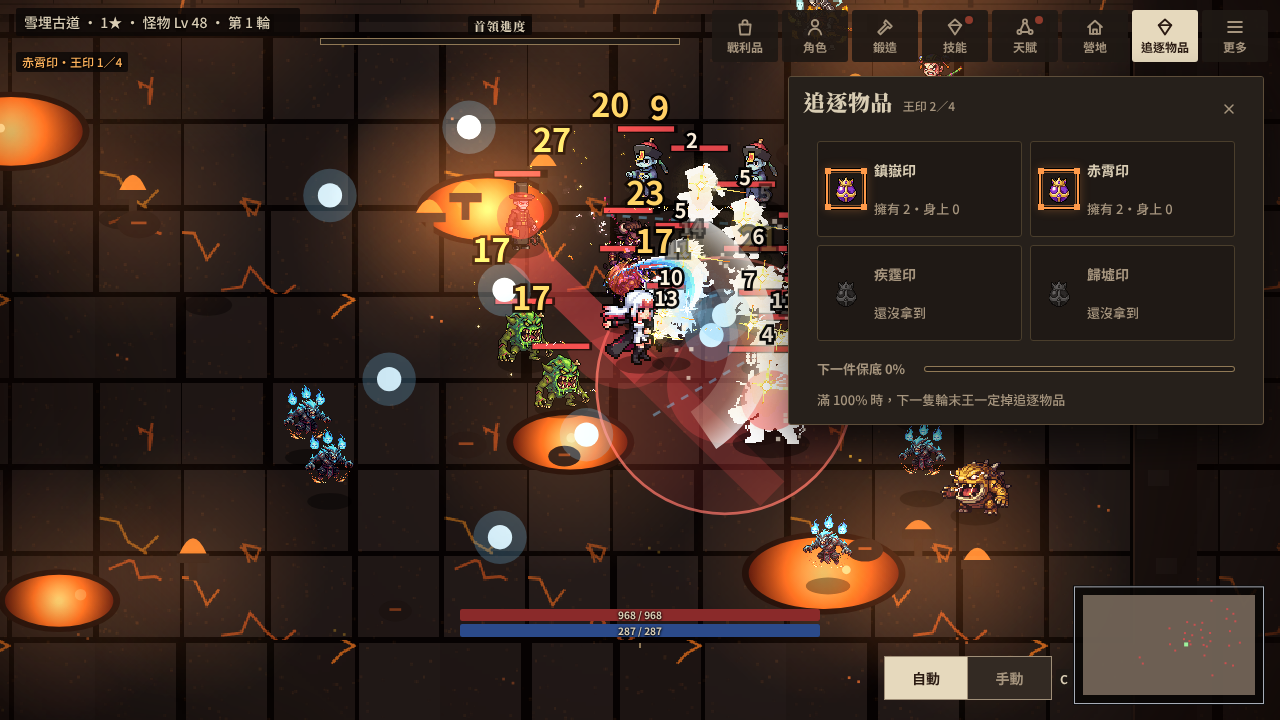 雪埋古道 · 1★ · 怪物 Lv 48 · 第 1 輪
赤霄印·王印 1／4
首領進度
戰利品
角色
鍛造
技能
天賦
營地
追逐物品
更多
追逐物品 王印 2／4
×
鎮嶽印
擁有 2·身上 0
赤霄印
擁有 2·身上 0
疾霆印
還沒拿到
歸墟印
還沒拿到
下一件保底 0%
滿 100% 時，下一隻輪末王一定掉追逐物品
20
9
27
2
5
23
5
17
6
17
10
7
13
17
4
968 / 968
287 / 287
自動
手動
C